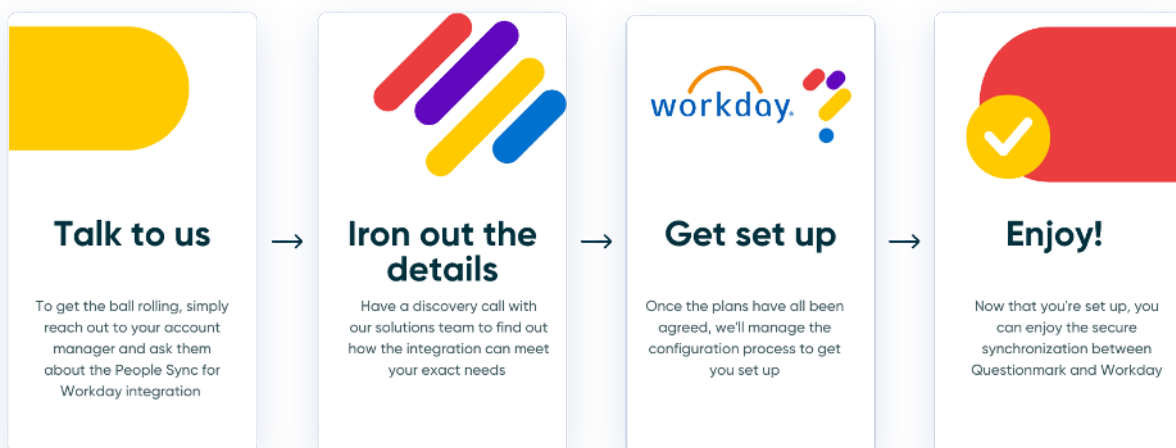 Talk to us
To get the ball rolling, simply
reach out to your account
manager and ask them
about the People Sync for
Workday integration
Iron out the
details
Have a discovery call with
our solutions team to find out
how the integration can meet
your exact needs
workday.
Get set up
Once the plans have all been
agreed, we'll manage the
configuration process to get
you set up
Enjoy!
Now that you're set up, you
can enjoy the secure
synchronization between
Questionmark and Workday